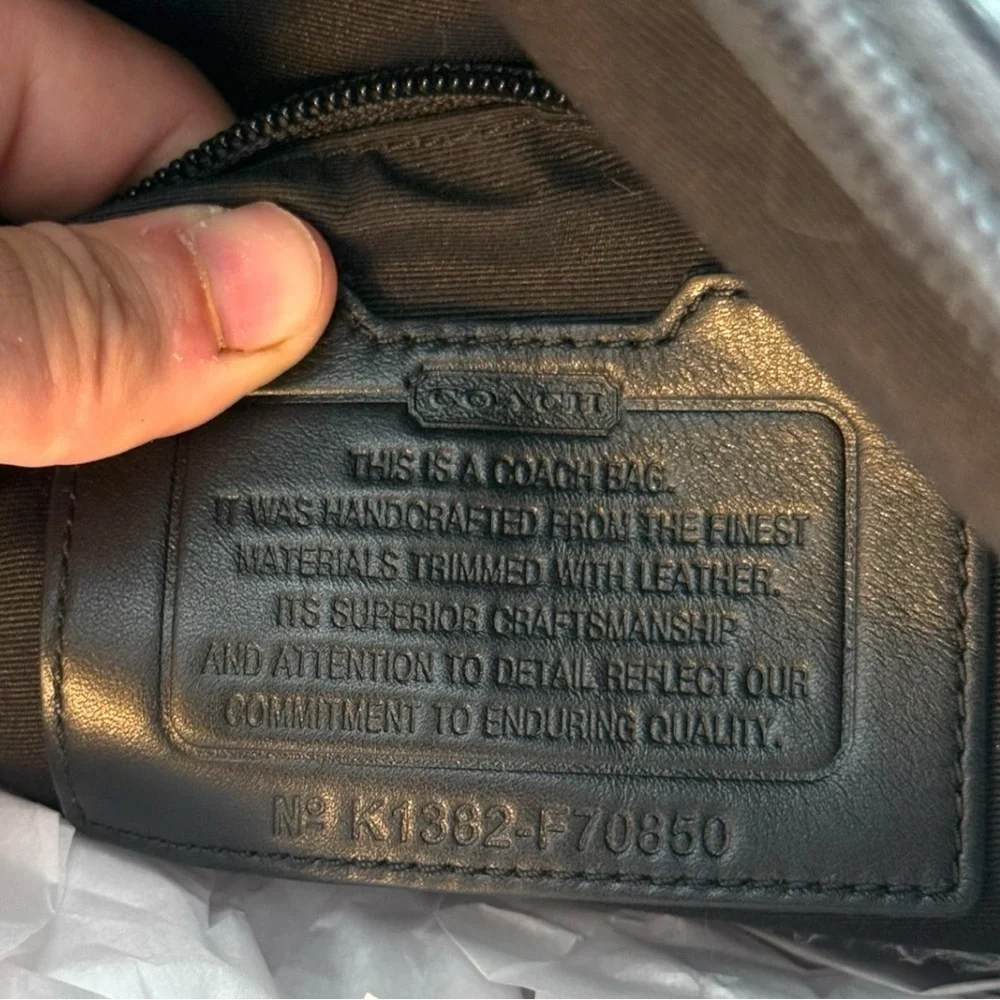 COACH
THIS IS A COACH BAG.
IT WAS HANDCRAFTED FROM THE FINEST
MATERIALS TRIMMED WITH LEATHER.
ITS SUPERIOR CRAFTSMANSHIP
AND ATTENTION TO DETAIL REFLECT OUR
COMMITMENT TO ENDURING QUALITY.
Nº K1382-F70850